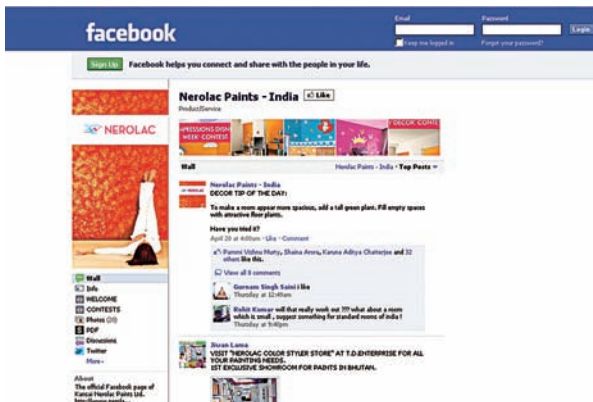 facebook
Email
Password
Keep me logged in
Forgot your password?
Login
Sign Up
Facebook helps you connect and share with the people in your life.
NEROLAC
Wall
Info
WELCOME
CONTESTS
Photos (20)
PDF
Discussions
Twitter
More
About
The official Facebook page of
Kansai Nerolac Paints Ltd.
Nerolac Paints - India
Like
Product/Service
WEEK CONTEST
DECOR CONTE
Wall
Nerolac Paints - India · Top Posts
Nerolac Paints - India
DECOR TIP OF THE DAY:
To make a room appear more spacious, add a tall green plant. Fill empty spaces
with attractive floor plants.
Have you tried it?
April 20 at 4:00am · Like · Comment
Pammi Vishnu Murty, Shaina Arora, Karuna Aditya Chatterjee and 32
others like this.
View all 8 comments
Gurnam Singh Saini i like
Thursday at 12:49am
Rohit Kumar will that really work out ??? what about a room
which is small , suggest something for standard rooms of india !
Thursday at 9:40pm
VISIT "NEROLAC COLOR STYLER STORE" AT T.D.ENTERPRISE FOR ALL
YOUR PAINTING NEEDS.
1ST EXCLUSIVE SHOWROOM FOR PAINTS IN BHUTAN.